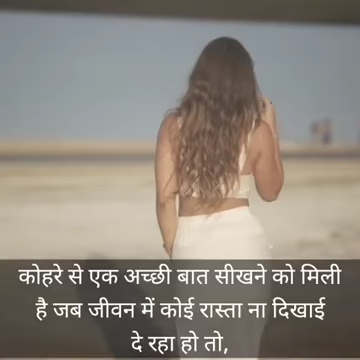 कोहरे से एक अच्छी बात सीखने को मिली
है जब जीवन में कोई रास्ता ना दिखाई
दे रहा हो तो,